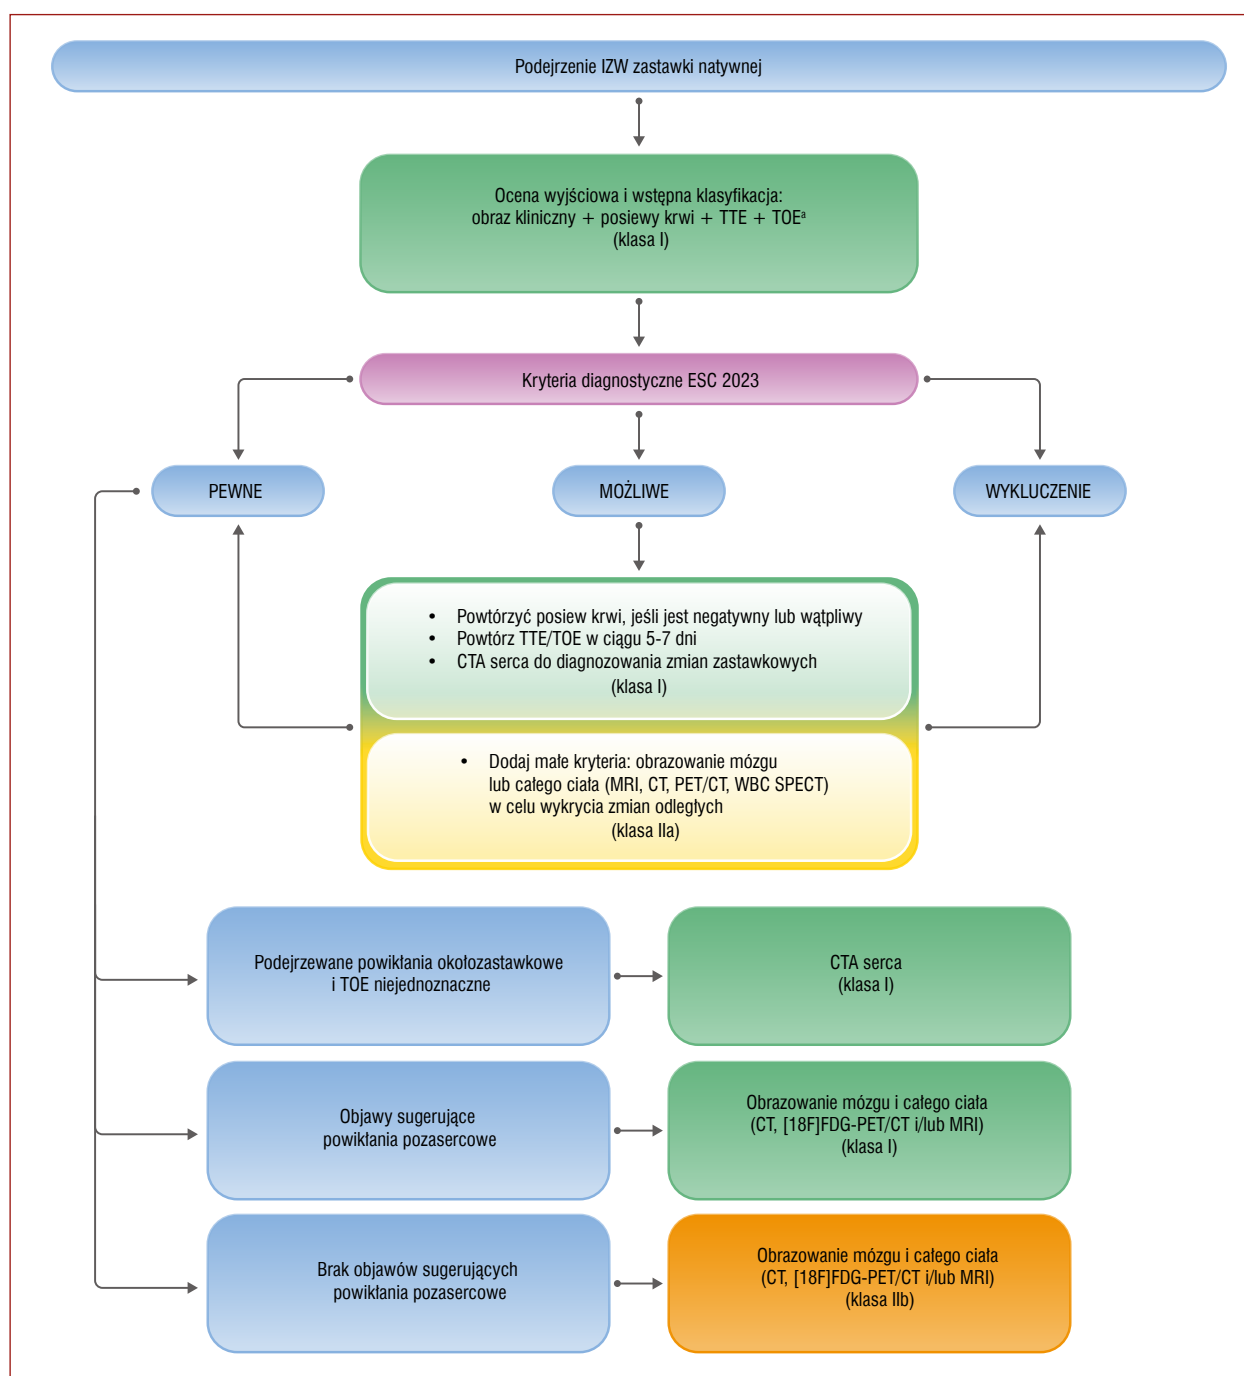 Podejrzenie IZW zastawki natywnej
Ocena wyjściowa i wstępna klasyfikacja:
obraz kliniczny + posiewy krwi + TTE + TOEᵃ
(klasa I)
Kryteria diagnostyczne ESC 2023
PEWNE
MOŻLIWE
WYKLUCZENIE
• Powtórzyć posiew krwi, jeśli jest negatywny lub wątpliwy
• Powtórz TTE/TOE w ciągu 5-7 dni
• CTA serca do diagnozowania zmian zastawkowych
(klasa I)
• Dodaj małe kryteria: obrazowanie mózgu
lub całego ciała (MRI, CT, PET/CT, WBC SPECT)
w celu wykrycia zmian odległych
(klasa IIa)
Podejrzewane powikłania okołozastawkowe
i TOE niejednoznaczne
CTA serca
(klasa I)
Objawy sugerujące
powikłania pozasercowe
Obrazowanie mózgu i całego ciała
(CT, [18F]FDG-PET/CT i/lub MRI)
(klasa I)
Brak objawów sugerujących
powikłania pozasercowe
Obrazowanie mózgu i całego ciała
(CT, [18F]FDG-PET/CT i/lub MRI)
(klasa IIb)